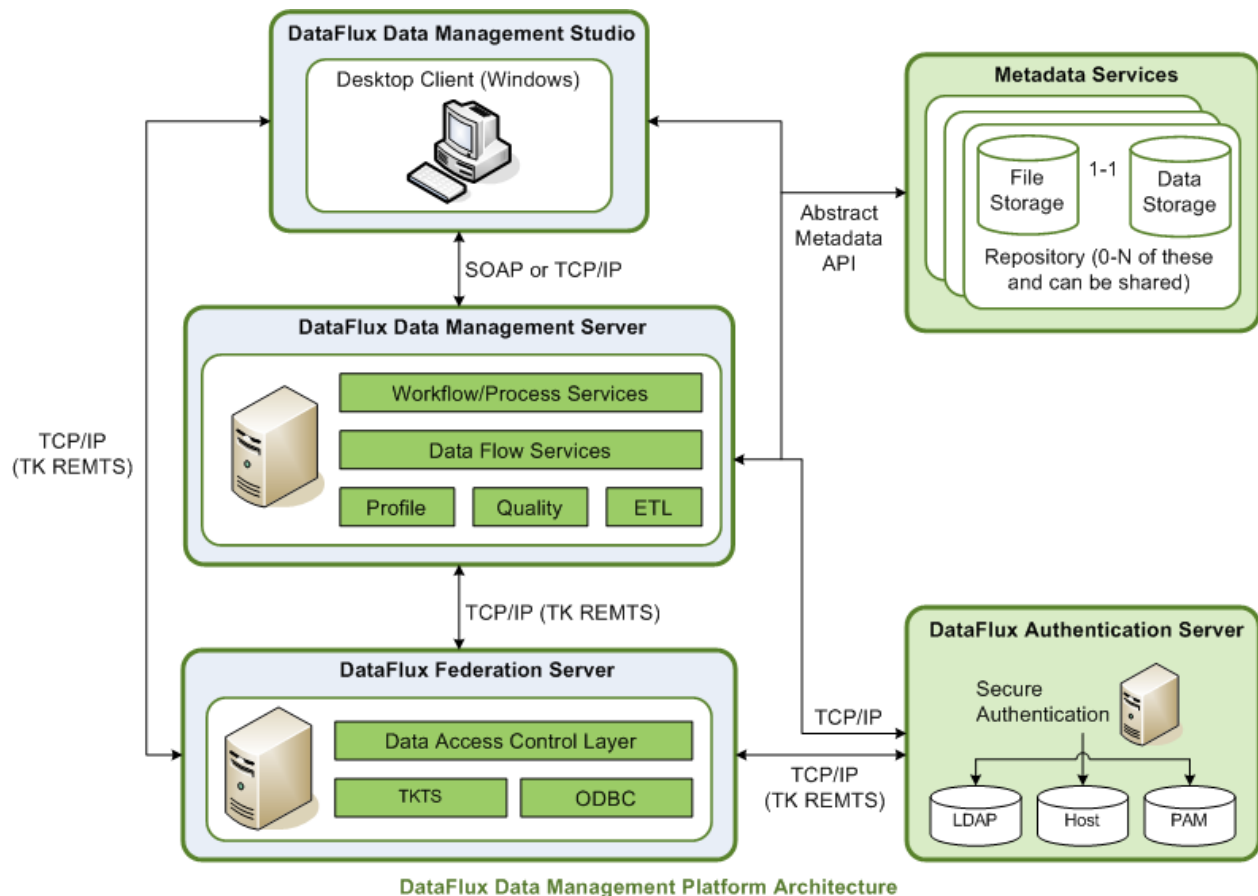 DataFlux Data Management Studio
Desktop Client (Windows)
Metadata Services
File
Storage
1-1
Data
Storage
Repository (0-N of these
and can be shared)
Abstract
Metadata
API
SOAP or TCP/IP
DataFlux Data Management Server
Workflow/Process Services
Data Flow Services
Profile
Quality
ETL
TCP/IP
(TK REMTS)
TCP/IP (TK REMTS)
DataFlux Federation Server
Data Access Control Layer
TKTS
ODBC
TCP/IP
TCP/IP
(TK REMTS)
DataFlux Authentication Server
Secure
Authentication
LDAP
Host
PAM
DataFlux Data Management Platform Architecture